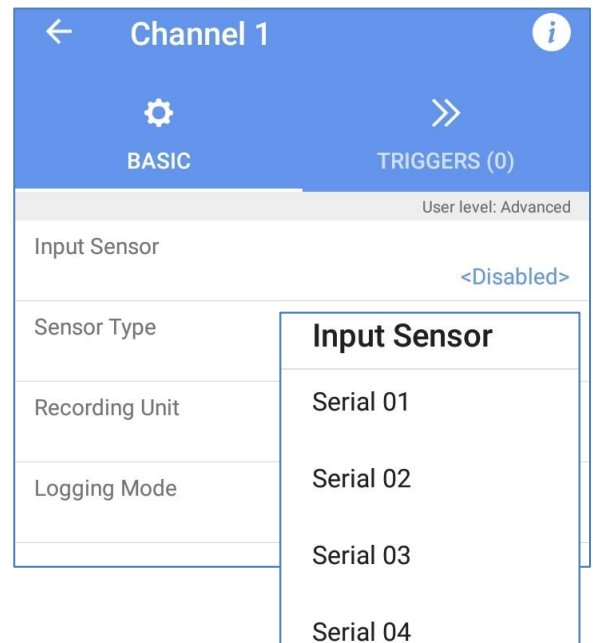 Channel 1
BASIC
TRIGGERS (0)
User level: Advanced
Input Sensor
<Disabled>
Sensor Type
Recording Unit
Logging Mode
Input Sensor
Serial 01
Serial 02
Serial 03
Serial 04